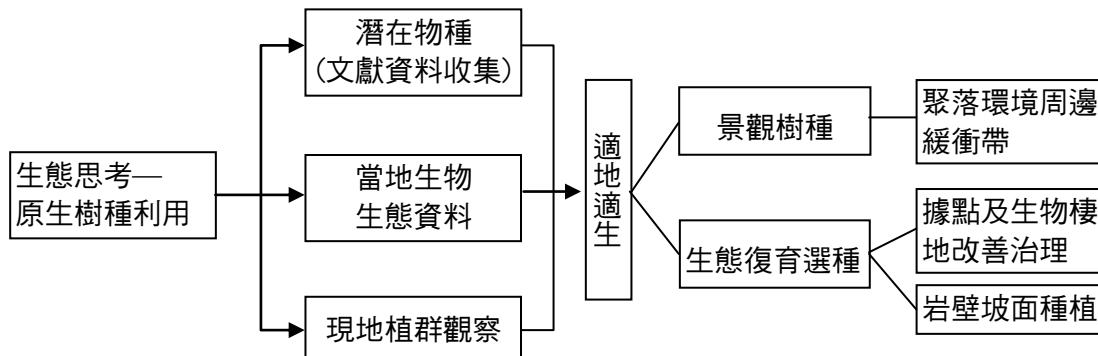 生態思考—
原生樹種利用
潛在物種
(文獻資料收集)
當地生物
生態資料
現地植群觀察
適地適生
景觀樹種
生態復育選種
聚落環境周邊
緩衝帶
據點及生物棲
地改善治理
岩壁坡面種植